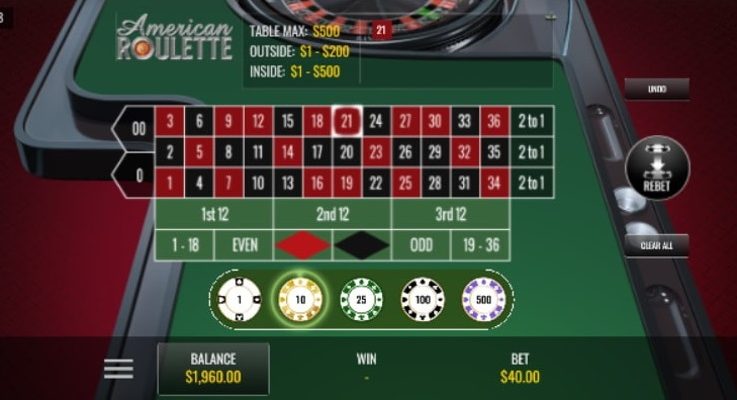 8
American
ROULETTE
TABLE MAX: $500
OUTSIDE: $1 - $200
INSIDE: $1 - $500
21
UNDO
00 3 6 9 12 15 18 21 24 27 30 33 36 2 to 1
2 5 8 11 14 17 20 23 26 29 32 35 2 to 1
0 1 4 7 10 13 16 19 22 25 28 31 34 2 to 1
REBET
1st 12 2nd 12 3rd 12
1 - 18 EVEN ODD 19 - 36
CLEAR ALL
1 10 25 100 500
BALANCE WIN BET
$1,960.00 - $40.00